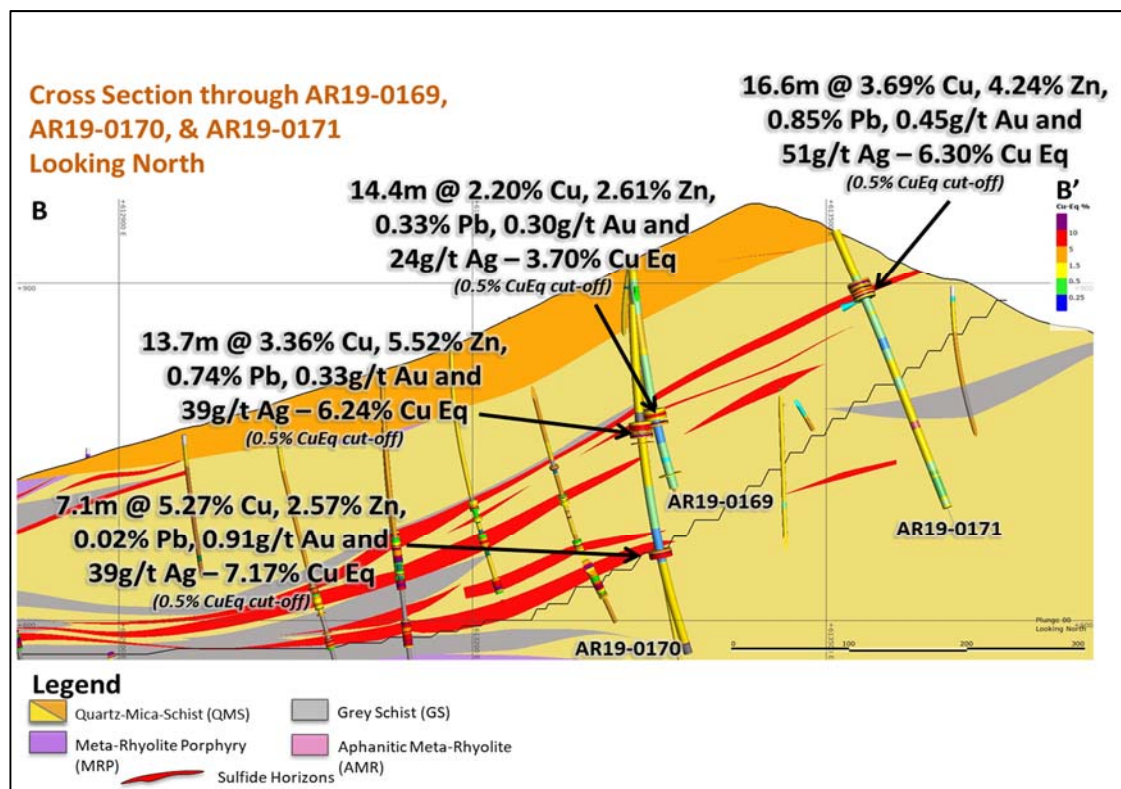 Cross Section through AR19-0169,
AR19-0170, & AR19-0171
Looking North
16.6m @ 3.69% Cu, 4.24% Zn,
0.85% Pb, 0.45g/t Au and
51g/t Ag – 6.30% Cu Eq
(0.5% CuEq cut-off)
14.4m @ 2.20% Cu, 2.61% Zn,
0.33% Pb, 0.30g/t Au and
24g/t Ag – 3.70% Cu Eq
(0.5% CuEq cut-off)
B
B’
Cu-Eq %
10
5
1.5
1.5
0.25
+900
13.7m @ 3.36% Cu, 5.52% Zn,
0.74% Pb, 0.33g/t Au and
39g/t Ag – 6.24% Cu Eq
(0.5% CuEq cut-off)
7.1m @ 5.27% Cu, 2.57% Zn,
0.02% Pb, 0.91g/t Au and
39g/t Ag – 7.17% Cu Eq
(0.5% CuEq cut-off)
AR19-0169
AR19-0171
AR19-0170
Plunge 00
Looking North
0
100
200
300
Legend
Quartz-Mica-Schist (QMS)
Grey Schist (GS)
Meta-Rhyolite Porphyry
(MRP)
Aphanitic Meta-Rhyolite
(AMR)
Sulfide Horizons